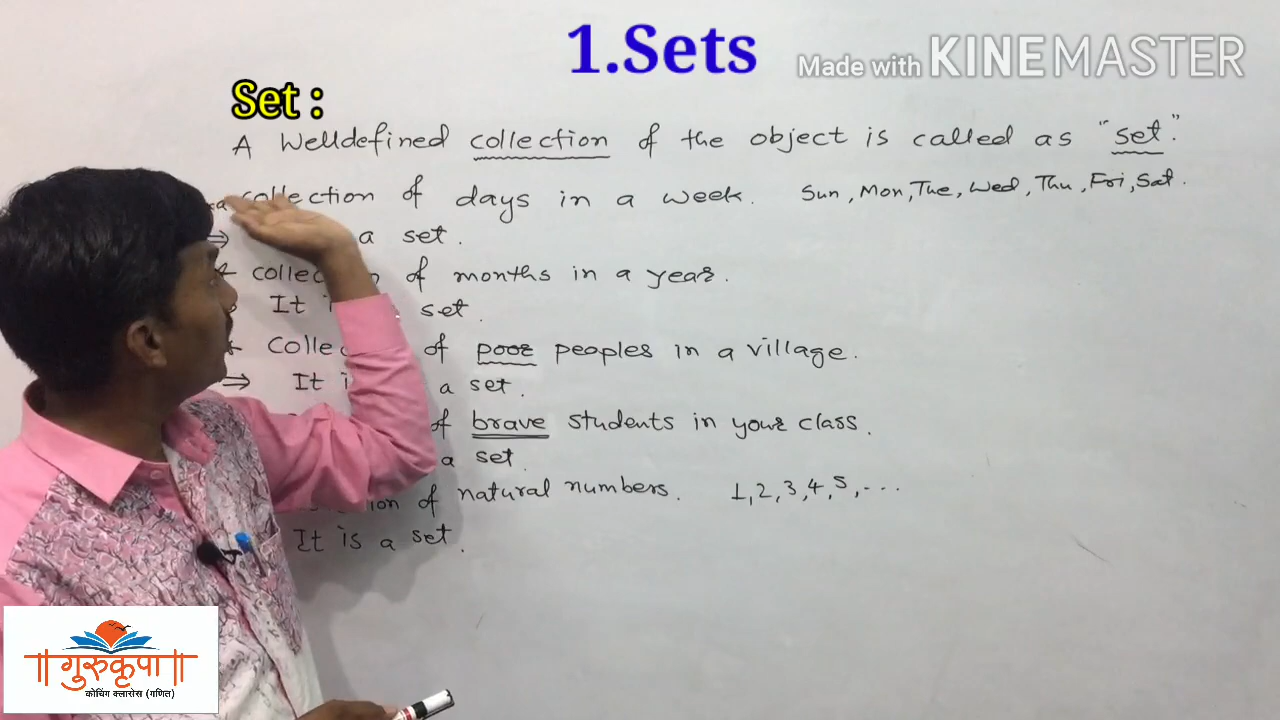 1.Sets
Made with KINEMASTER
Set :
A Welldefined collection of the object is called as "set".
collection of days in a week. Sun, Mon, Tue, Wed, Thu, Fri, Sat.
⇒ a set.
of months in a year.
It set.
of poor peoples in a village.
⇒ It a set.
of brave students in your class.
a set.
of natural numbers. 1, 2, 3, 4, 5, ...
It is a set.
॥ गुरुकृपा ॥
कोचिंग क्लासेस (गणित)